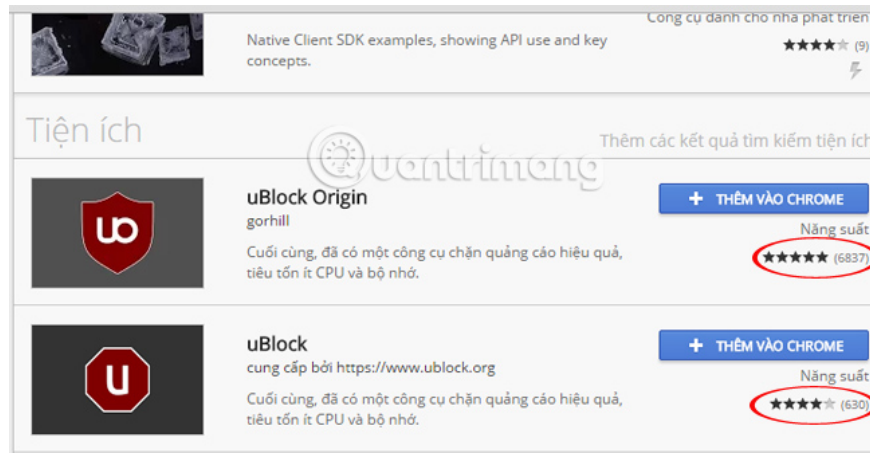 Công cụ dành cho nhà phát triển
Native Client SDK examples, showing API use and key
concepts.
(9)
Tiện ích
Quantrimang
Thêm các kết quả tìm kiếm tiện ích
uBlock Origin
+ THÊM VÀO CHROME
gorhill
Năng suất
Cuối cùng, đã có một công cụ chặn quảng cáo hiệu quả,
tiêu tốn ít CPU và bộ nhớ.
(6837)
uBlock
+ THÊM VÀO CHROME
cung cấp bởi https://www.ublock.org
Năng suất
Cuối cùng, đã có một công cụ chặn quảng cáo hiệu quả,
tiêu tốn ít CPU và bộ nhớ.
(630)